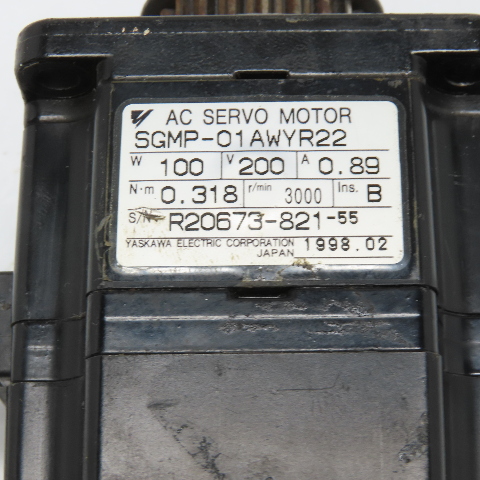 AC SERVO MOTOR
SGMP-01AWYR22
W 100 V 200 A 0.89
N·m 0.318 r/min 3000 Ins. B
S/N R20673-821-55
YASKAWA ELECTRIC CORPORATION 1998.02
JAPAN